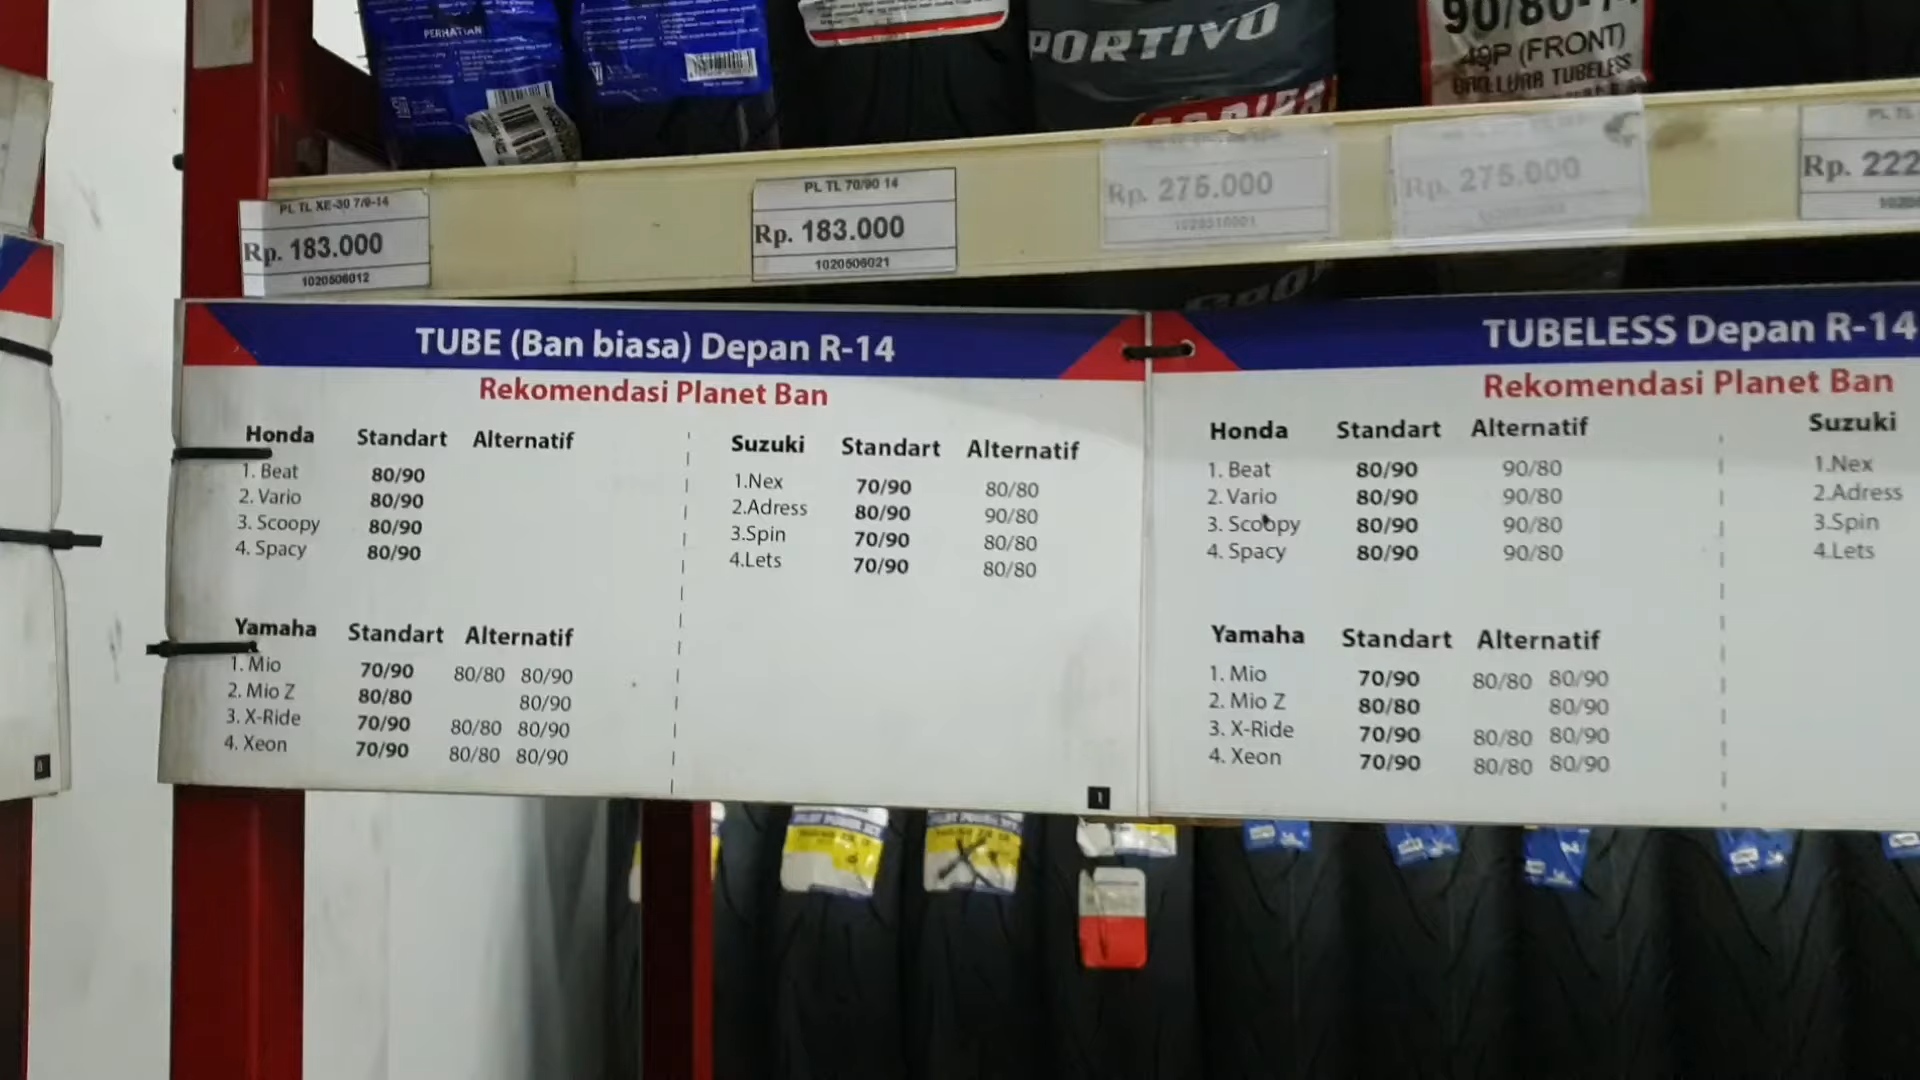 PERHATIAN
PORTIVO
90/80-14
49P (FRONT)
BAN LUAR TUBELESS
PL TL XE-30 7/9-14
Rp. 183.000
1020506012
PL TL 70/90 14
Rp. 183.000
1020506021
Rp. 275.000
Rp. 275.000
PL TL
Rp. 222
TUBE (Ban biasa) Depan R-14
Rekomendasi Planet Ban
Honda Standart Alternatif
1. Beat 80/90
2. Vario 80/90
3. Scoopy 80/90
4. Spacy 80/90
Suzuki Standart Alternatif
1.Nex 70/90 80/80
2.Adress 80/90 90/80
3.Spin 70/90 80/80
4.Lets 70/90 80/80
Yamaha Standart Alternatif
1. Mio 70/90 80/80 80/90
2. Mio Z 80/80 80/90
3. X-Ride 70/90 80/80 80/90
4. Xeon 70/90 80/80 80/90
1
TUBELESS Depan R-14
Rekomendasi Planet Ban
Honda Standart Alternatif
1. Beat 80/90 90/80
2. Vario 80/90 90/80
3. Scoopy 80/90 90/80
4. Spacy 80/90 90/80
Suzuki
1.Nex
2.Adress
3.Spin
4.Lets
Yamaha Standart Alternatif
1. Mio 70/90 80/80 80/90
2. Mio Z 80/80 80/90
3. X-Ride 70/90 80/80 80/90
4. Xeon 70/90 80/80 80/90
8